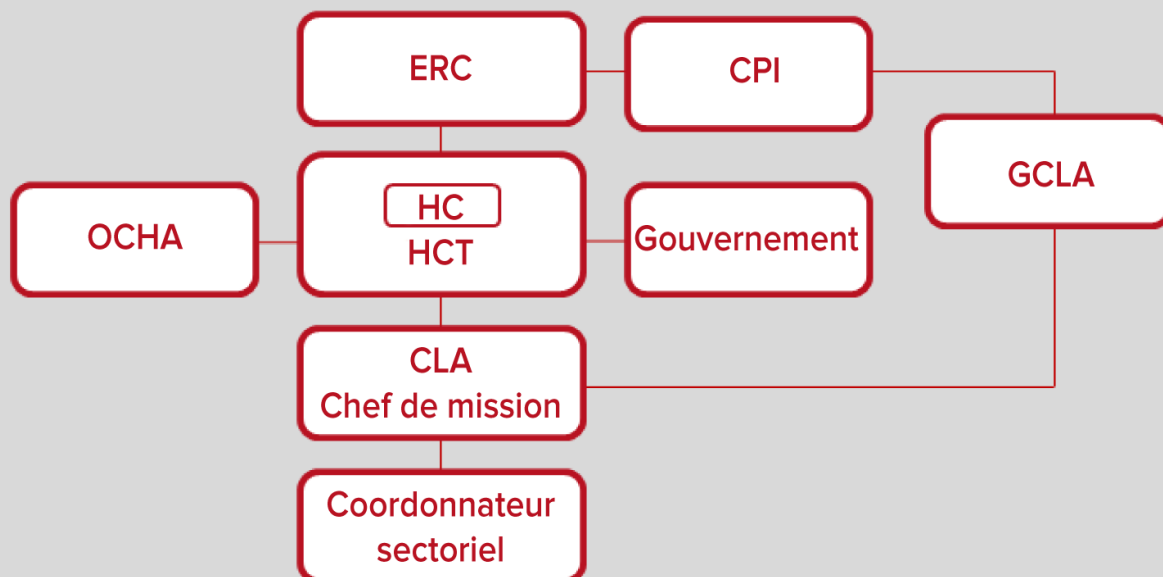 ERC
CPI
GCLA
OCHA
HC
HCT
Gouvernement
CLA
Chef de mission
Coordonnateur
sectoriel